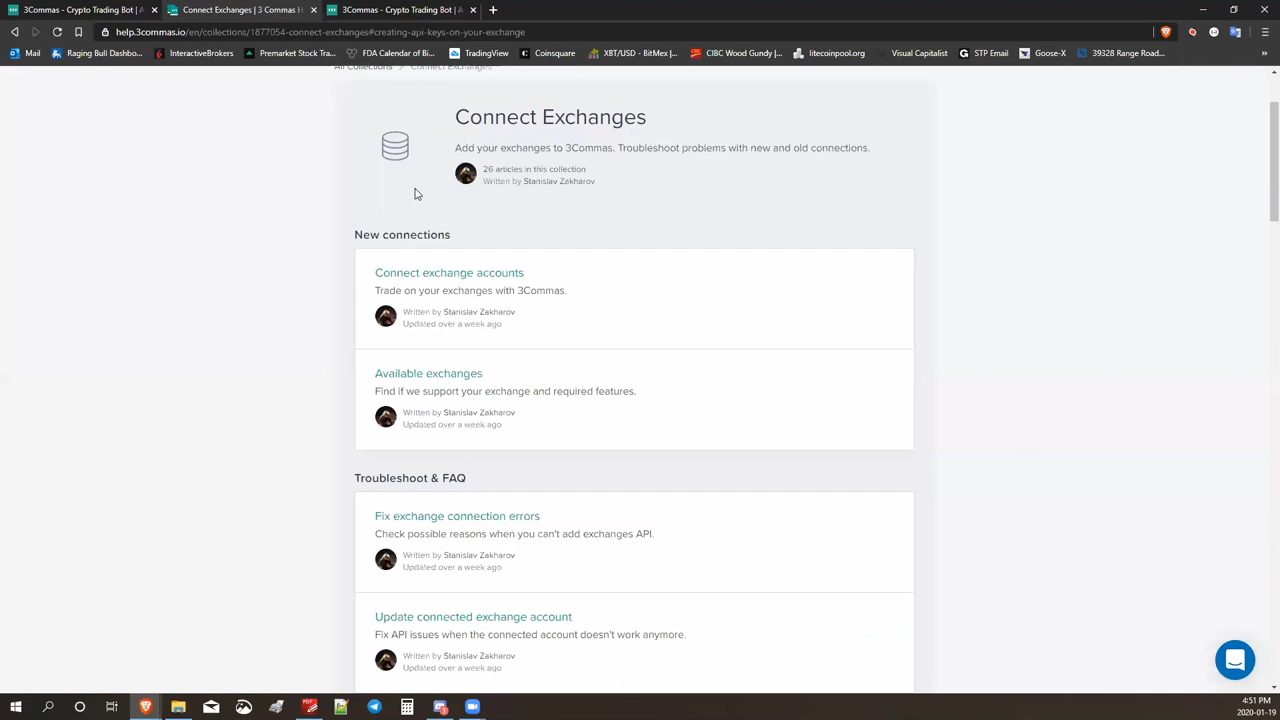 3Commas - Crypto Trading Bot | A
Connect Exchanges | 3 Commas H
3Commas - Crypto Trading Bot | A
help.3commas.io/en/collections/1877054-connect-exchanges#creating-api-keys-on-your-exchange
Mail
Raging Bull Dashbo...
InteractiveBrokers
Premarket Stock Tra...
FDA Calendar of Bi...
TradingView
Coinsquare
XBT/USD - BitMex |...
CIBC Wood Gundy |...
litecoinpool.org
Visual Capitalist
STP Email
Goose-X
39328 Range Road...
All Collections > Connect Exchanges
Connect Exchanges
Add your exchanges to 3Commas. Troubleshoot problems with new and old connections.
26 articles in this collection
Written by Stanislav Zakharov
New connections
Connect exchange accounts
Trade on your exchanges with 3Commas.
Written by Stanislav Zakharov
Updated over a week ago
Available exchanges
Find if we support your exchange and required features.
Written by Stanislav Zakharov
Updated over a week ago
Troubleshoot & FAQ
Fix exchange connection errors
Check possible reasons when you can't add exchanges API.
Written by Stanislav Zakharov
Updated over a week ago
Update connected exchange account
Fix API issues when the connected account doesn't work anymore.
Written by Stanislav Zakharov
Updated over a week ago
4:51 PM
2020-01-19